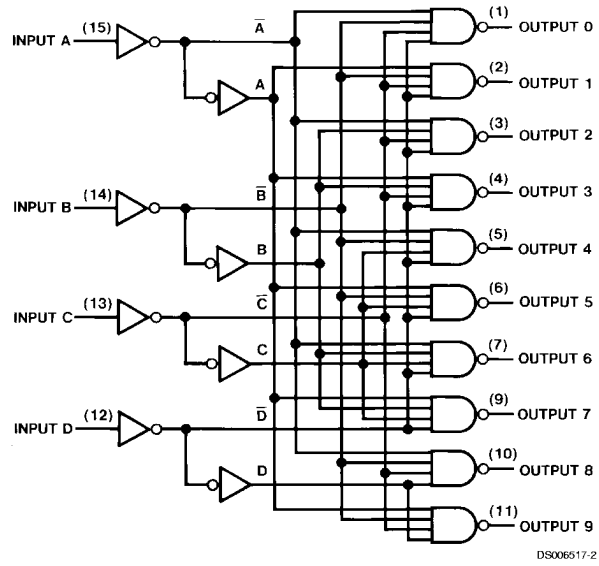 (1)
OUTPUT 0
INPUT A (15) A̅
(2)
A OUTPUT 1
(3)
OUTPUT 2
(4)
OUTPUT 3
INPUT B (14) B̅
(5)
B OUTPUT 4
(6)
OUTPUT 5
INPUT C (13) C̅
(7)
C OUTPUT 6
(9)
OUTPUT 7
INPUT D (12) D̅
(10)
D OUTPUT 8
(11)
OUTPUT 9
DS006517-2